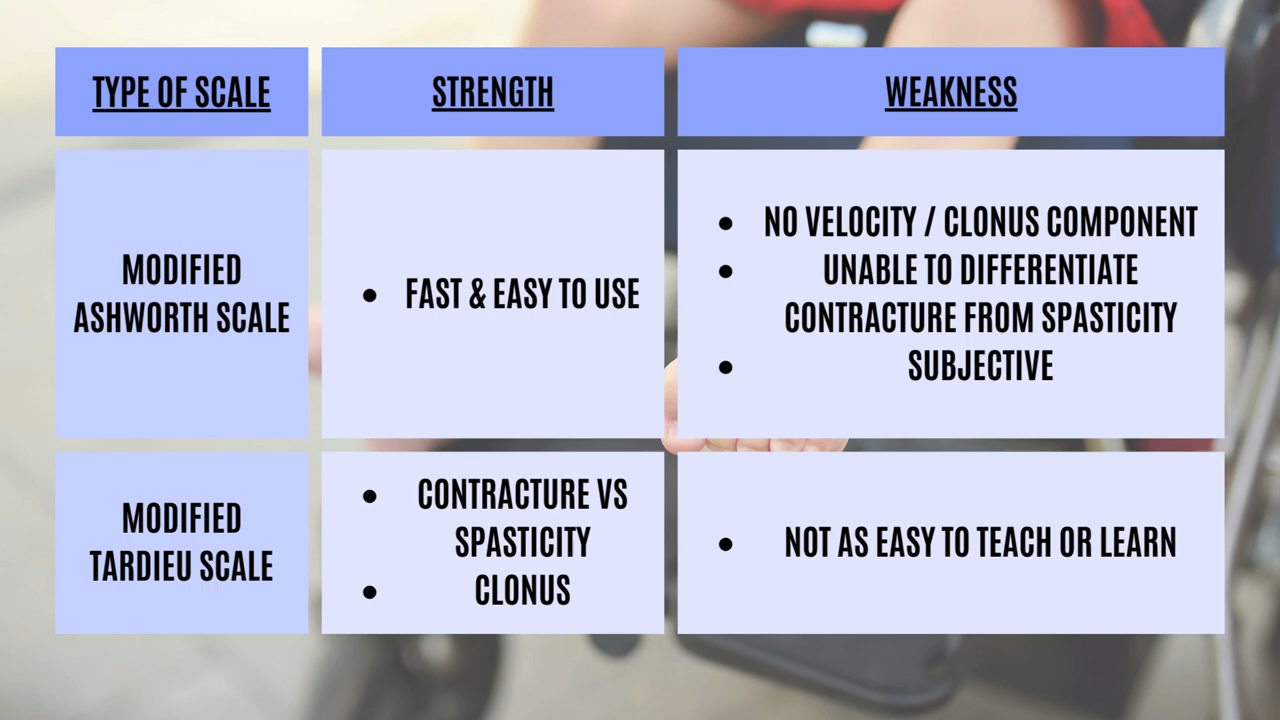 TYPE OF SCALE
STRENGTH
WEAKNESS
MODIFIED
ASHWORTH SCALE
• FAST & EASY TO USE
• NO VELOCITY / CLONUS COMPONENT
• UNABLE TO DIFFERENTIATE
CONTRACTURE FROM SPASTICITY
• SUBJECTIVE
MODIFIED
TARDIEU SCALE
• CONTRACTURE VS
SPASTICITY
• CLONUS
• NOT AS EASY TO TEACH OR LEARN